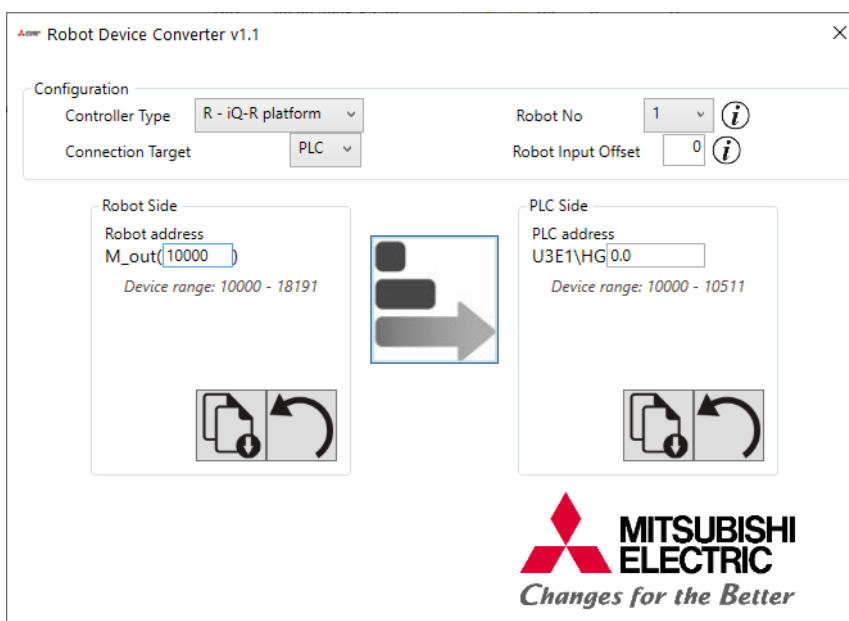 Robot Device Converter v1.1
Configuration
Controller Type R - iQ-R platform Robot No 1 i
Connection Target PLC Robot Input Offset 0 i
Robot Side PLC Side
Robot address PLC address
M_out( 10000 ) U3E1\HG 0.0
Device range: 10000 - 18191 Device range: 10000 - 10511
MITSUBISHI
ELECTRIC
Changes for the Better